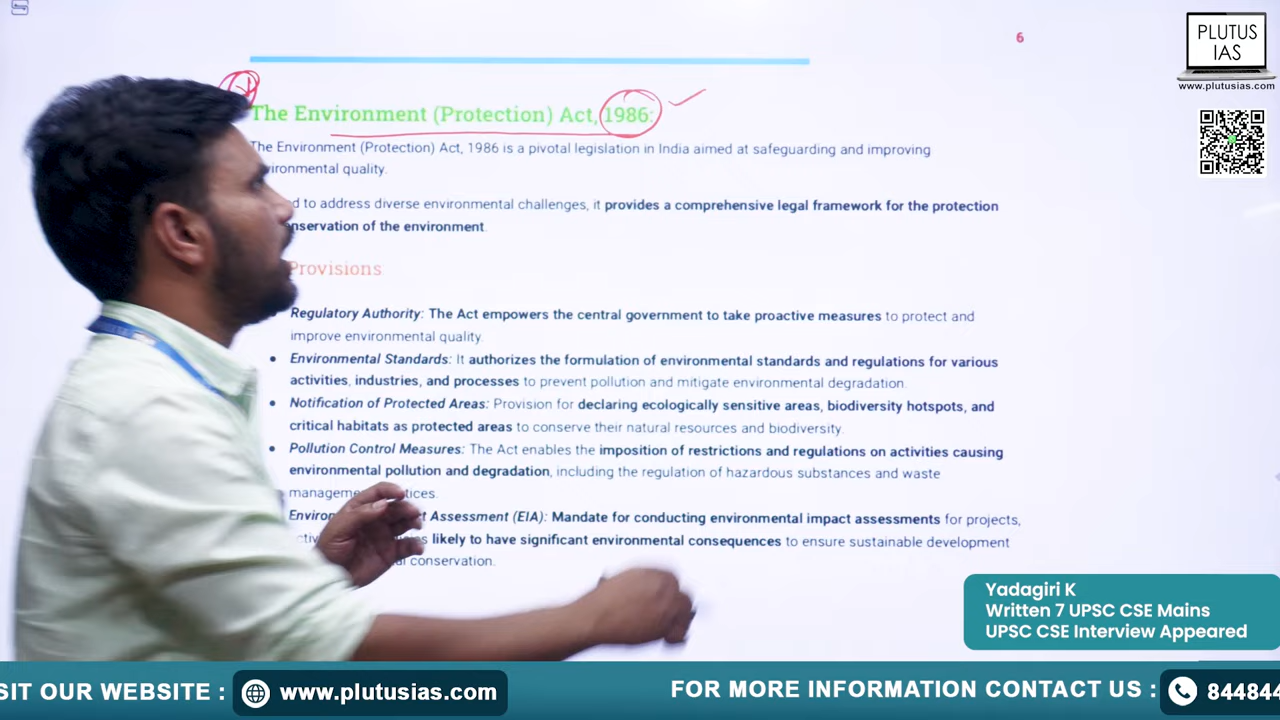 6
PLUTUS
IAS
www.plutusias.com
The Environment (Protection) Act, 1986:
The Environment (Protection) Act, 1986 is a pivotal legislation in India aimed at safeguarding and improving
ironmental quality.
d to address diverse environmental challenges, it provides a comprehensive legal framework for the protection
nservation of the environment.
Provisions
Regulatory Authority: The Act empowers the central government to take proactive measures to protect and
improve environmental quality.
• Environmental Standards: It authorizes the formulation of environmental standards and regulations for various
activities, industries, and processes to prevent pollution and mitigate environmental degradation.
• Notification of Protected Areas: Provision for declaring ecologically sensitive areas, biodiversity hotspots, and
critical habitats as protected areas to conserve their natural resources and biodiversity.
• Pollution Control Measures: The Act enables the imposition of restrictions and regulations on activities causing
environmental pollution and degradation, including the regulation of hazardous substances and waste
managem tices.
Environ t Assessment (EIA): Mandate for conducting environmental impact assessments for projects,
likely to have significant environmental consequences to ensure sustainable development
conservation.
Yadagiri K
Written 7 UPSC CSE Mains
UPSC CSE Interview Appeared
SIT OUR WEBSITE : www.plutusias.com FOR MORE INFORMATION CONTACT US : 84484